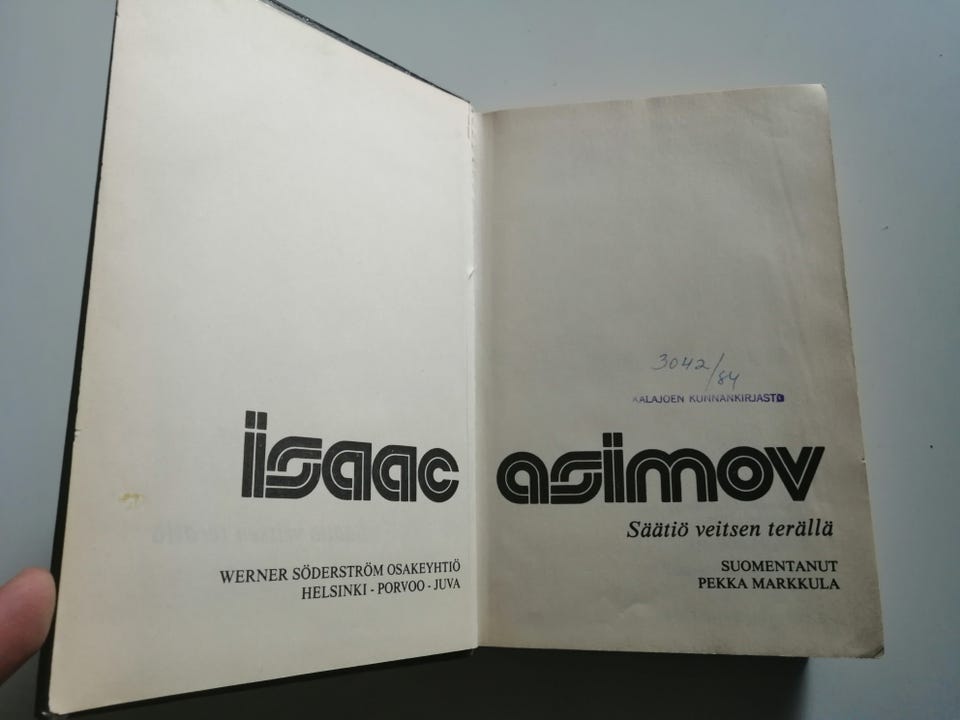 isaac asimov
Säätiö veitsen terällä
SUOMENTANUT
PEKKA MARKKULA
WERNER SÖDERSTRÖM OSAKEYHTIÖ
HELSINKI - PORVOO - JUVA
3042/84
KALAJOEN KUNNANKIRJASTO